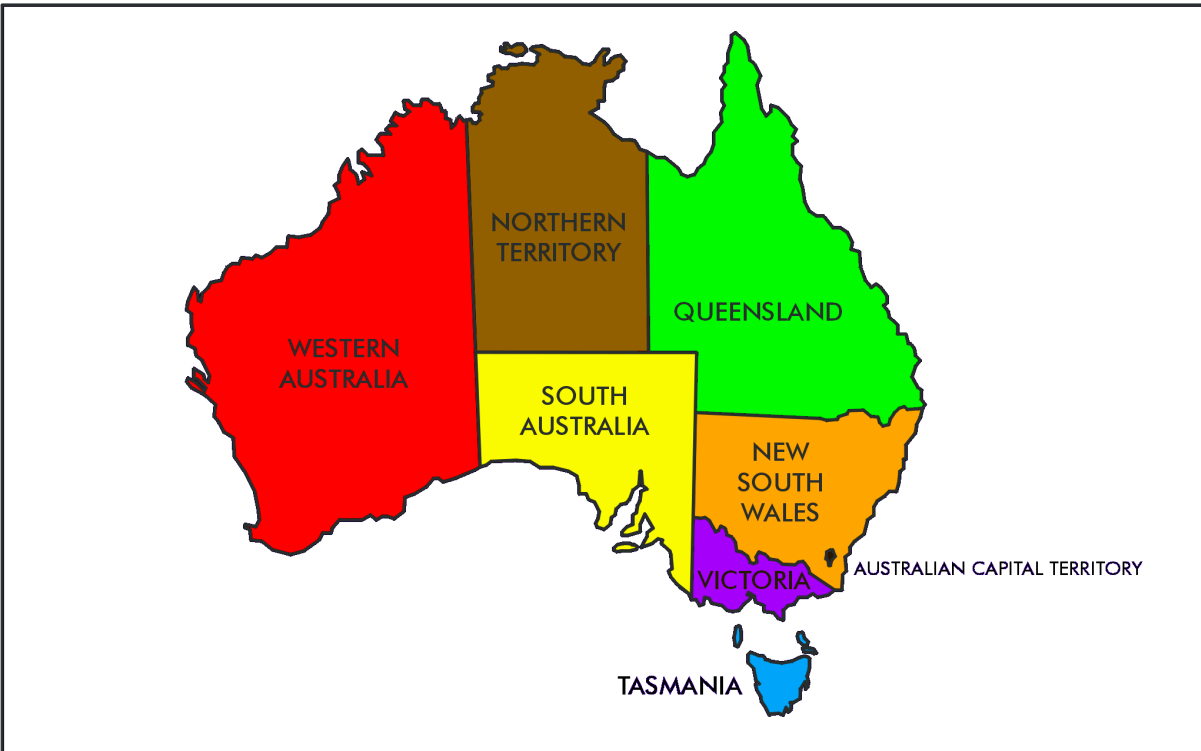 NORTHERN
TERRITORY
QUEENSLAND
WESTERN
AUSTRALIA
SOUTH
AUSTRALIA
NEW
SOUTH
WALES
AUSTRALIAN CAPITAL TERRITORY
VICTORIA
TASMANIA